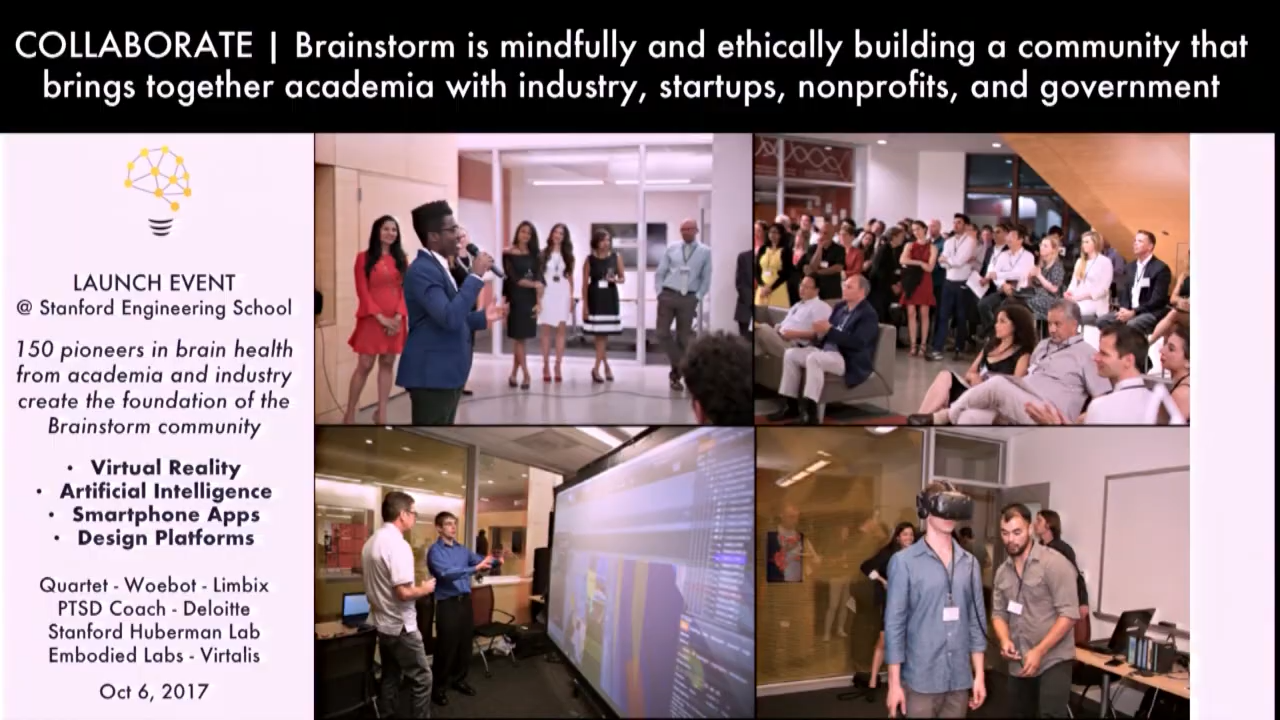 COLLABORATE | Brainstorm is mindfully and ethically building a community that
brings together academia with industry, startups, nonprofits, and government
LAUNCH EVENT
@ Stanford Engineering School
150 pioneers in brain health
from academia and industry
create the foundation of the
Brainstorm community
• Virtual Reality
• Artificial Intelligence
• Smartphone Apps
• Design Platforms
Quartet - Woebot - Limbix
PTSD Coach - Deloitte
Stanford Huberman Lab
Embodied Labs - Virtalis
Oct 6, 2017